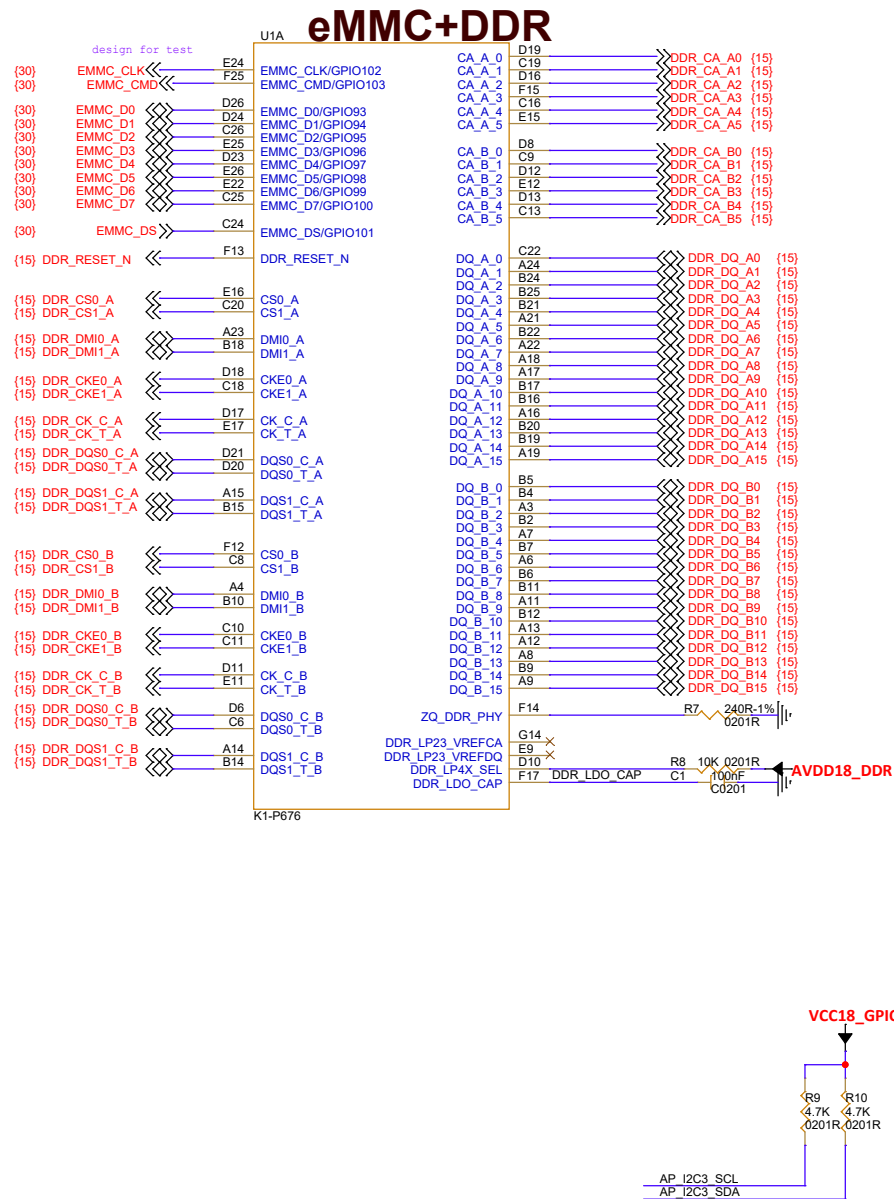 eMMC+DDR
U1A
design for test
{30} EMMC_CLK E24 EMMC_CLK/GPIO102
{30} EMMC_CMD F25 EMMC_CMD/GPIO103
{30} EMMC_D0 D26 EMMC_D0/GPIO93
{30} EMMC_D1 D24 EMMC_D1/GPIO94
{30} EMMC_D2 C26 EMMC_D2/GPIO95
{30} EMMC_D3 E25 EMMC_D3/GPIO96
{30} EMMC_D4 D23 EMMC_D4/GPIO97
{30} EMMC_D5 E26 EMMC_D5/GPIO98
{30} EMMC_D6 E22 EMMC_D6/GPIO99
{30} EMMC_D7 C25 EMMC_D7/GPIO100
{30} EMMC_DS C24 EMMC_DS/GPIO101
{15} DDR_RESET_N F13 DDR_RESET_N
{15} DDR_CS0_A E16 CS0_A
{15} DDR_CS1_A C20 CS1_A
{15} DDR_DMI0_A A23 DMI0_A
{15} DDR_DMI1_A B18 DMI1_A
{15} DDR_CKE0_A D18 CKE0_A
{15} DDR_CKE1_A C18 CKE1_A
{15} DDR_CK_C_A D17 CK_C_A
{15} DDR_CK_T_A E17 CK_T_A
{15} DDR_DQS0_C_A D21 DQS0_C_A
{15} DDR_DQS0_T_A D20 DQS0_T_A
{15} DDR_DQS1_C_A A15 DQS1_C_A
{15} DDR_DQS1_T_A B15 DQS1_T_A
{15} DDR_CS0_B F12 CS0_B
{15} DDR_CS1_B C8 CS1_B
{15} DDR_DMI0_B A4 DMI0_B
{15} DDR_DMI1_B B10 DMI1_B
{15} DDR_CKE0_B C10 CKE0_B
{15} DDR_CKE1_B C11 CKE1_B
{15} DDR_CK_C_B D11 CK_C_B
{15} DDR_CK_T_B E11 CK_T_B
{15} DDR_DQS0_C_B D6 DQS0_C_B
{15} DDR_DQS0_T_B C6 DQS0_T_B
{15} DDR_DQS1_C_B A14 DQS1_C_B
{15} DDR_DQS1_T_B B14 DQS1_T_B
CA_A_0 D19 DDR_CA_A0 {15}
CA_A_1 C19 DDR_CA_A1 {15}
CA_A_2 D16 DDR_CA_A2 {15}
CA_A_3 F15 DDR_CA_A3 {15}
CA_A_4 C16 DDR_CA_A4 {15}
CA_A_5 E15 DDR_CA_A5 {15}
CA_B_0 D8 DDR_CA_B0 {15}
CA_B_1 C9 DDR_CA_B1 {15}
CA_B_2 D12 DDR_CA_B2 {15}
CA_B_3 E12 DDR_CA_B3 {15}
CA_B_4 D13 DDR_CA_B4 {15}
CA_B_5 C13 DDR_CA_B5 {15}
DQ_A_0 C22 DDR_DQ_A0 {15}
DQ_A_1 A24 DDR_DQ_A1 {15}
DQ_A_2 B24 DDR_DQ_A2 {15}
DQ_A_3 B25 DDR_DQ_A3 {15}
DQ_A_4 B21 DDR_DQ_A4 {15}
DQ_A_5 A21 DDR_DQ_A5 {15}
DQ_A_6 B22 DDR_DQ_A6 {15}
DQ_A_7 A22 DDR_DQ_A7 {15}
DQ_A_8 A18 DDR_DQ_A8 {15}
DQ_A_9 A17 DDR_DQ_A9 {15}
DQ_A_10 B17 DDR_DQ_A10 {15}
DQ_A_11 B16 DDR_DQ_A11 {15}
DQ_A_12 A16 DDR_DQ_A12 {15}
DQ_A_13 B20 DDR_DQ_A13 {15}
DQ_A_14 B19 DDR_DQ_A14 {15}
DQ_A_15 A19 DDR_DQ_A15 {15}
DQ_B_0 B5 DDR_DQ_B0 {15}
DQ_B_1 B4 DDR_DQ_B1 {15}
DQ_B_2 A3 DDR_DQ_B2 {15}
DQ_B_3 B2 DDR_DQ_B3 {15}
DQ_B_4 A7 DDR_DQ_B4 {15}
DQ_B_5 B7 DDR_DQ_B5 {15}
DQ_B_6 A6 DDR_DQ_B6 {15}
DQ_B_7 B6 DDR_DQ_B7 {15}
DQ_B_8 B11 DDR_DQ_B8 {15}
DQ_B_9 A11 DDR_DQ_B9 {15}
DQ_B_10 B12 DDR_DQ_B10 {15}
DQ_B_11 A13 DDR_DQ_B11 {15}
DQ_B_12 A12 DDR_DQ_B12 {15}
DQ_B_13 A8 DDR_DQ_B13 {15}
DQ_B_14 B9 DDR_DQ_B14 {15}
DQ_B_15 A9 DDR_DQ_B15 {15}
ZQ_DDR_PHY F14 R7 240R-1%
0201R
DDR_LP23_VREFCA G14
DDR_LP23_VREFDQ E9
DDR_LP4X_SEL D10 R8 10K 0201R AVDD18_DDR
DDR_LDO_CAP F17 DDR_LDO_CAP C1 100nF
C0201
K1-P676
VCC18_GPIO
R9 R10
4.7K 4.7K
0201R 0201R
AP_I2C3_SCL
AP_I2C3_SDA